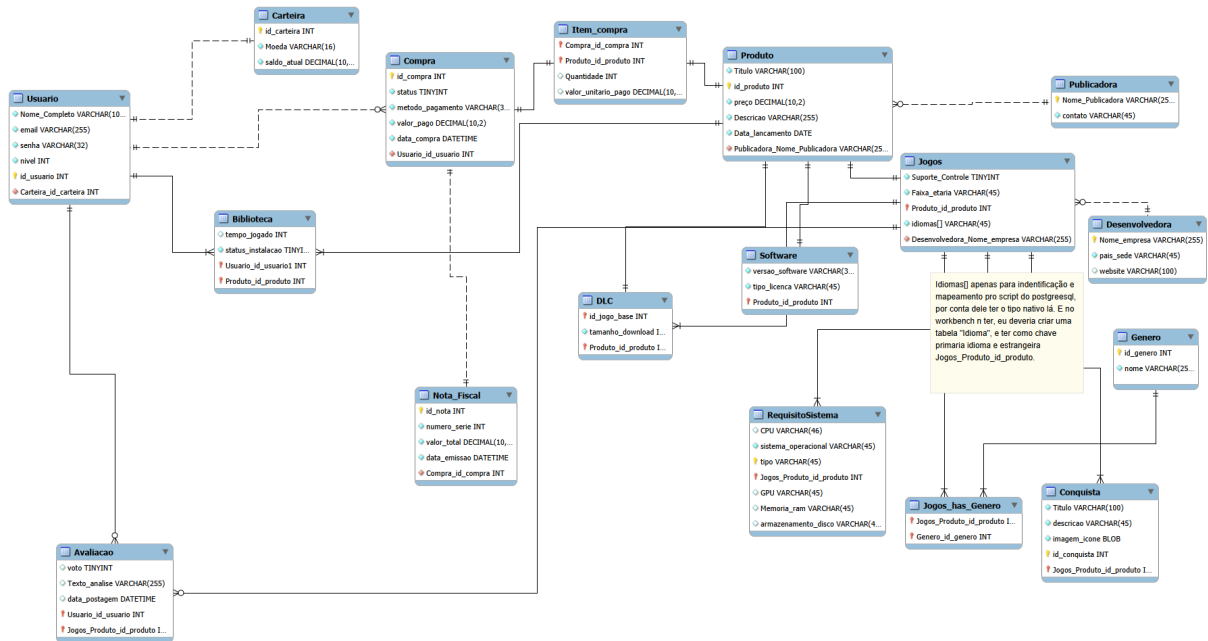 Carteira
id_carteira INT
Moeda VARCHAR(16)
saldo_atual DECIMAL(10,...
Usuario
Nome_Completo VARCHAR(10...
email VARCHAR(255)
senha VARCHAR(32)
nivel INT
id_usuario INT
Carteira_id_carteira INT
Compra
id_compra INT
status TINYINT
metodo_pagamento VARCHAR(3...
valor_pago DECIMAL(10,2)
data_compra DATETIME
Usuario_id_usuario INT
Item_compra
Compra_id_compra INT
Produto_id_produto INT
Quantidade INT
valor_unitario_pago DECIMAL(10,...
Produto
Titulo VARCHAR(100)
id_produto INT
preço DECIMAL(10,2)
Descricao VARCHAR(255)
Data_lancamento DATE
Publicadora_Nome_Publicadora VARCHAR(25...
Publicadora
Nome_Publicadora VARCHAR(25...
contato VARCHAR(45)
Jogos
Suporte_Controle TINYINT
Faixa_etaria VARCHAR(45)
Produto_id_produto INT
idiomas[] VARCHAR(45)
Desenvolvedora_Nome_empresa VARCHAR(255)
Desenvolvedora
Nome_empresa VARCHAR(255)
pais_sede VARCHAR(45)
website VARCHAR(100)
Biblioteca
tempo_jogado INT
status_instalacao TINYI...
Usuario_id_usuario1 INT
Produto_id_produto INT
Software
versao_software VARCHAR(3...
tipo_licenca VARCHAR(45)
Produto_id_produto INT
DLC
id_jogo_base INT
tamanho_download I...
Produto_id_produto I...
Idiomas[] apenas para indentificação e
mapeamento pro script do postgreesql,
por conta dele ter o tipo nativo lá. E no
workbench n ter, eu deveria criar uma
tabela "Idioma", e ter como chave
primaria idioma e estrangeira
Jogos_Produto_id_produto.
Genero
id_genero INT
nome VARCHAR(25...
Nota_Fiscal
id_nota INT
numero_serie INT
valor_total DECIMAL(10,...
data_emissao DATETIME
Compra_id_compra INT
RequisitoSistema
CPU VARCHAR(46)
sistema_operacional VARCHAR(45)
tipo VARCHAR(45)
Jogos_Produto_id_produto INT
GPU VARCHAR(45)
Memoria_ram VARCHAR(45)
armazenamento_disco VARCHAR(4...
Jogos_has_Genero
Jogos_Produto_id_produto I...
Genero_id_genero INT
Conquista
Titulo VARCHAR(100)
descricao VARCHAR(45)
imagem_icone BLOB
id_conquista INT
Jogos_Produto_id_produto I...
Avaliacao
voto TINYINT
Texto_analise VARCHAR(255)
data_postagem DATETIME
Usuario_id_usuario INT
Jogos_Produto_id_produto I...